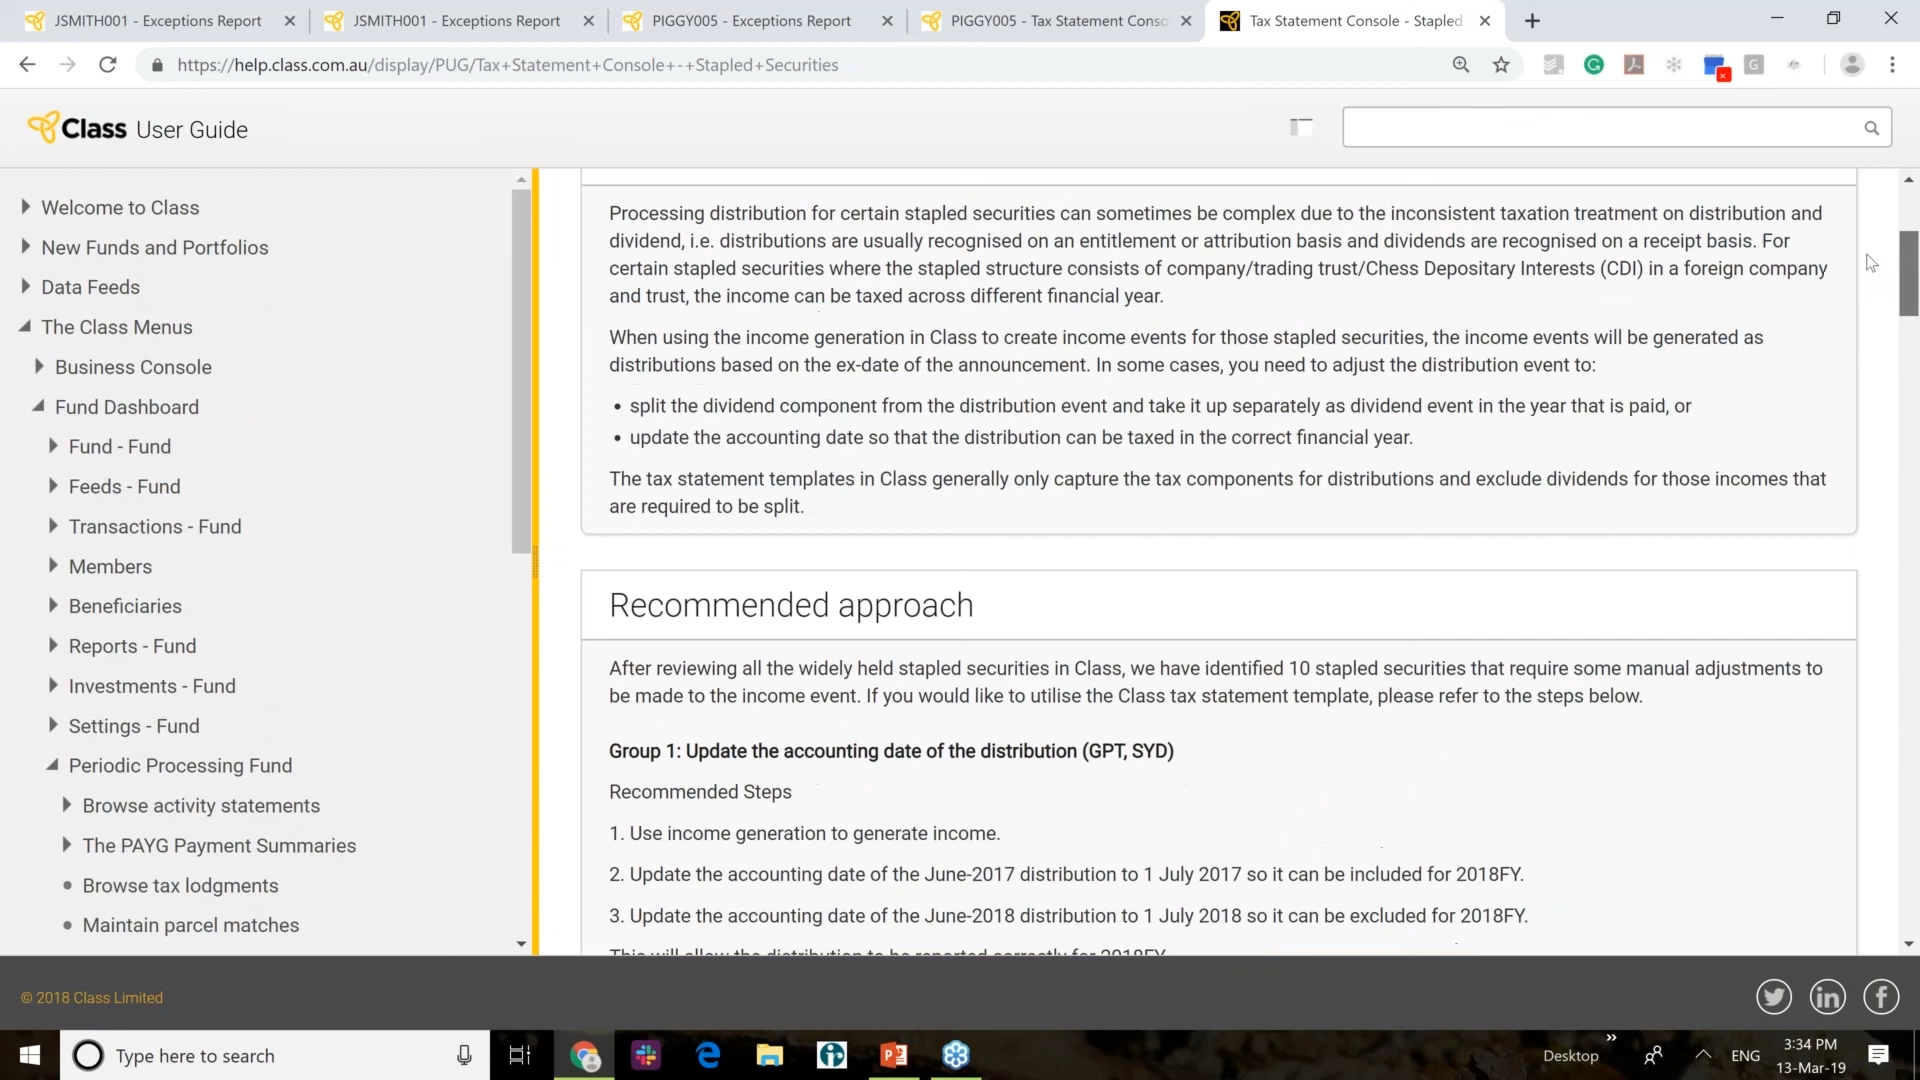 JSMITH001 - Exceptions Report
JSMITH001 - Exceptions Report
PIGGY005 - Exceptions Report
PIGGY005 - Tax Statement Conso
Tax Statement Console - Stapled
https://help.class.com.au/display/PUG/Tax+Statement+Console+-+Stapled+Securities
Class User Guide
Welcome to Class
New Funds and Portfolios
Data Feeds
The Class Menus
Business Console
Fund Dashboard
Fund - Fund
Feeds - Fund
Transactions - Fund
Members
Beneficiaries
Reports - Fund
Investments - Fund
Settings - Fund
Periodic Processing Fund
Browse activity statements
The PAYG Payment Summaries
Browse tax lodgments
Maintain parcel matches
Processing distribution for certain stapled securities can sometimes be complex due to the inconsistent taxation treatment on distribution and
dividend, i.e. distributions are usually recognised on an entitlement or attribution basis and dividends are recognised on a receipt basis. For
certain stapled securities where the stapled structure consists of company/trading trust/Chess Depositary Interests (CDI) in a foreign company
and trust, the income can be taxed across different financial year.
When using the income generation in Class to create income events for those stapled securities, the income events will be generated as
distributions based on the ex-date of the announcement. In some cases, you need to adjust the distribution event to:
• split the dividend component from the distribution event and take it up separately as dividend event in the year that is paid, or
• update the accounting date so that the distribution can be taxed in the correct financial year.
The tax statement templates in Class generally only capture the tax components for distributions and exclude dividends for those incomes that
are required to be split.
Recommended approach
After reviewing all the widely held stapled securities in Class, we have identified 10 stapled securities that require some manual adjustments to
be made to the income event. If you would like to utilise the Class tax statement template, please refer to the steps below.
Group 1: Update the accounting date of the distribution (GPT, SYD)
Recommended Steps
1. Use income generation to generate income.
2. Update the accounting date of the June-2017 distribution to 1 July 2017 so it can be included for 2018FY.
3. Update the accounting date of the June-2018 distribution to 1 July 2018 so it can be excluded for 2018FY.
This will allow the distribution to be reported correctly for 2018FY.
© 2018 Class Limited
Type here to search
Desktop
ENG
3:34 PM
13-Mar-19